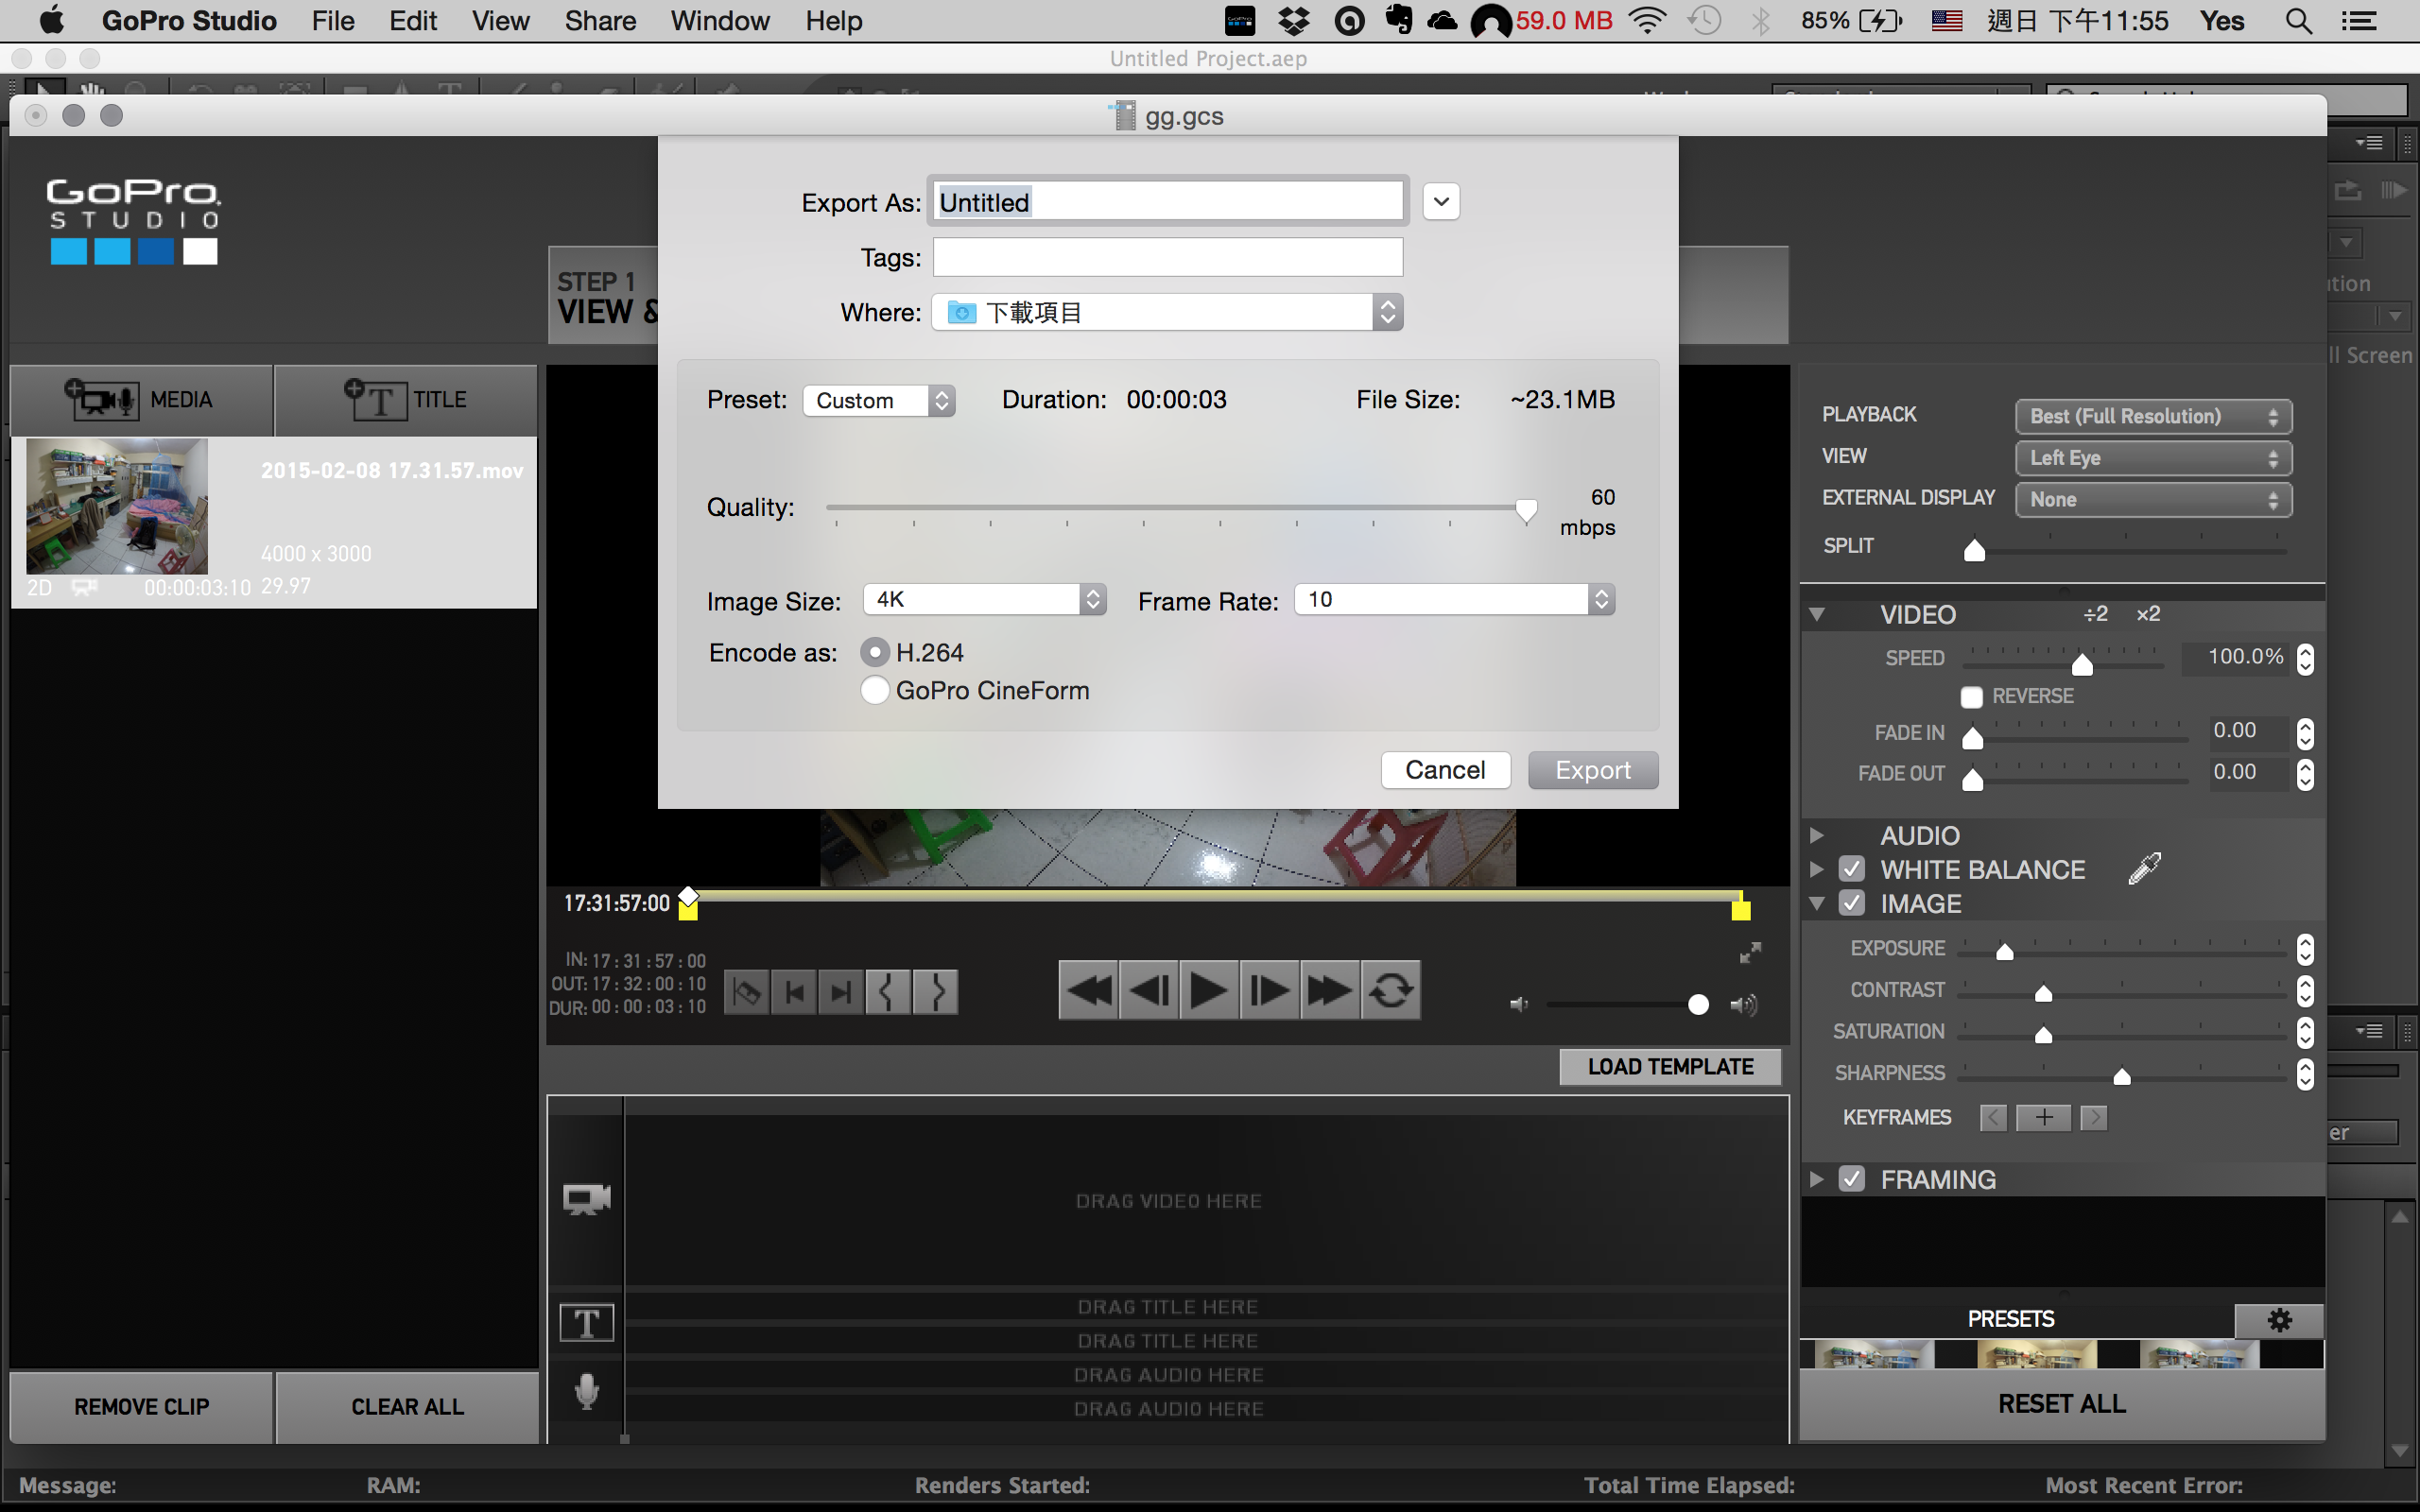 GoPro Studio File Edit View Share Window Help 59.0 MB 85% 週日 下午11:55 Yes
Untitled Project.aep
gg.gcs
GoPro
STUDIO
Export As: Untitled
Tags:
Where: 下載項目
STEP 1
VIEW &
Preset: Custom Duration: 00:00:03 File Size: ~23.1MB
Quality: 60
mbps
Image Size: 4K Frame Rate: 10
Encode as: H.264
GoPro CineForm
Cancel Export
MEDIA TITLE
2015-02-08 17.31.57.mov
4000 x 3000
2D 00:00:03:10 29.97
ll Screen
PLAYBACK Best (Full Resolution)
VIEW Left Eye
EXTERNAL DISPLAY None
SPLIT
VIDEO ÷2 ×2
SPEED 100.0%
REVERSE
FADE IN 0.00
FADE OUT 0.00
AUDIO
WHITE BALANCE
IMAGE
EXPOSURE
CONTRAST
SATURATION
SHARPNESS
KEYFRAMES
FRAMING
PRESETS
RESET ALL
17:31:57:00
IN: 17:31:57:00
OUT: 17:32:00:10
DUR: 00:00:03:10
LOAD TEMPLATE
DRAG VIDEO HERE
T DRAG TITLE HERE
DRAG TITLE HERE
DRAG AUDIO HERE
DRAG AUDIO HERE
REMOVE CLIP CLEAR ALL
Message: RAM: Renders Started: Total Time Elapsed: Most Recent Error: